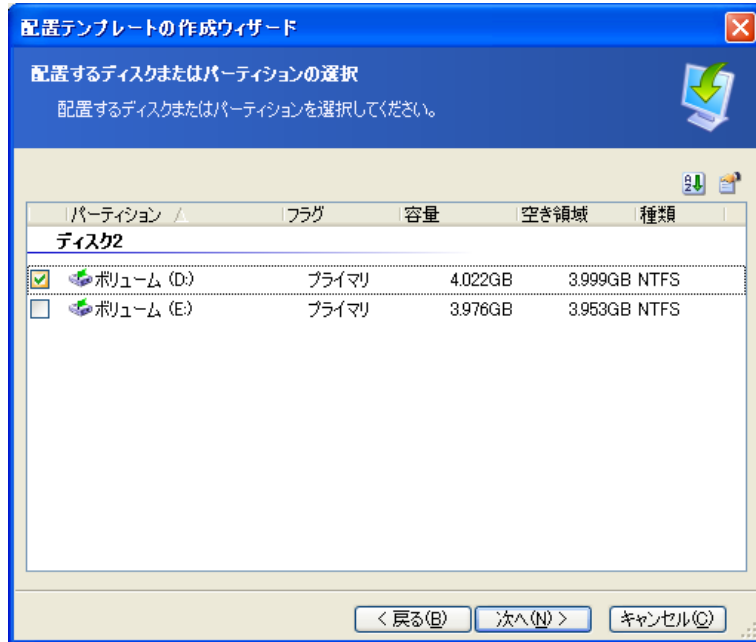 配置テンプレートの作成ウィザード
配置するディスクまたはパーティションの選択
配置するディスクまたはパーティションを選択してください。
パーティション フラグ 容量 空き領域 種類
ディスク2
ボリューム (D:) プライマリ 4.022GB 3.999GB NTFS
ボリューム (E:) プライマリ 3.976GB 3.953GB NTFS
< 戻る(B) 次へ(N) > キャンセル(C)